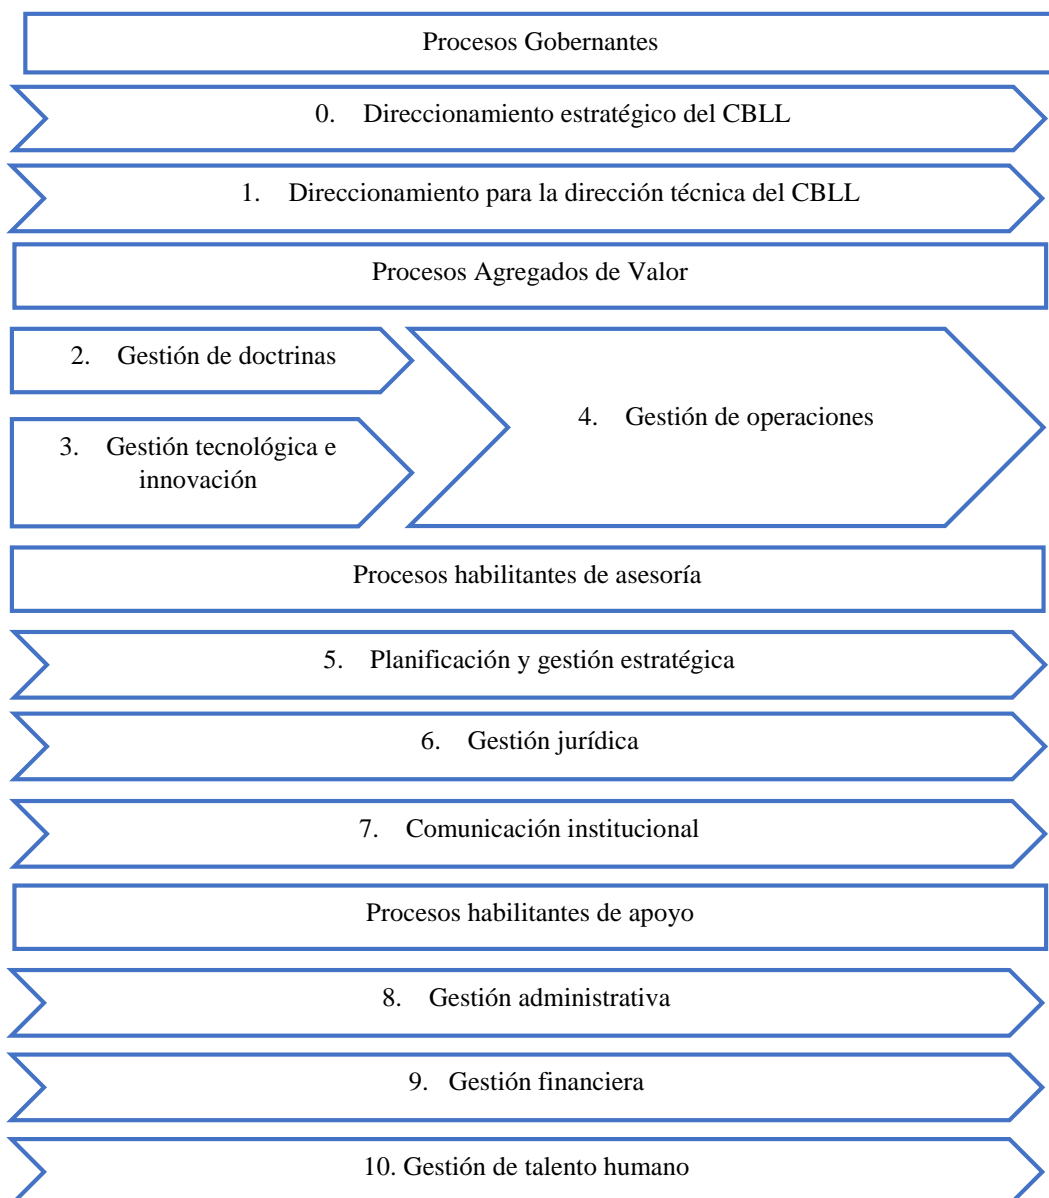 Procesos Gobernantes
0. Direccionamiento estratégico del CBLL
1. Direccionamiento para la dirección técnica del CBLL
Procesos Agregados de Valor
2. Gestión de doctrinas
3. Gestión tecnológica e
innovación
4. Gestión de operaciones
Procesos habilitantes de asesoría
5. Planificación y gestión estratégica
6. Gestión jurídica
7. Comunicación institucional
Procesos habilitantes de apoyo
8. Gestión administrativa
9. Gestión financiera
10. Gestión de talento humano